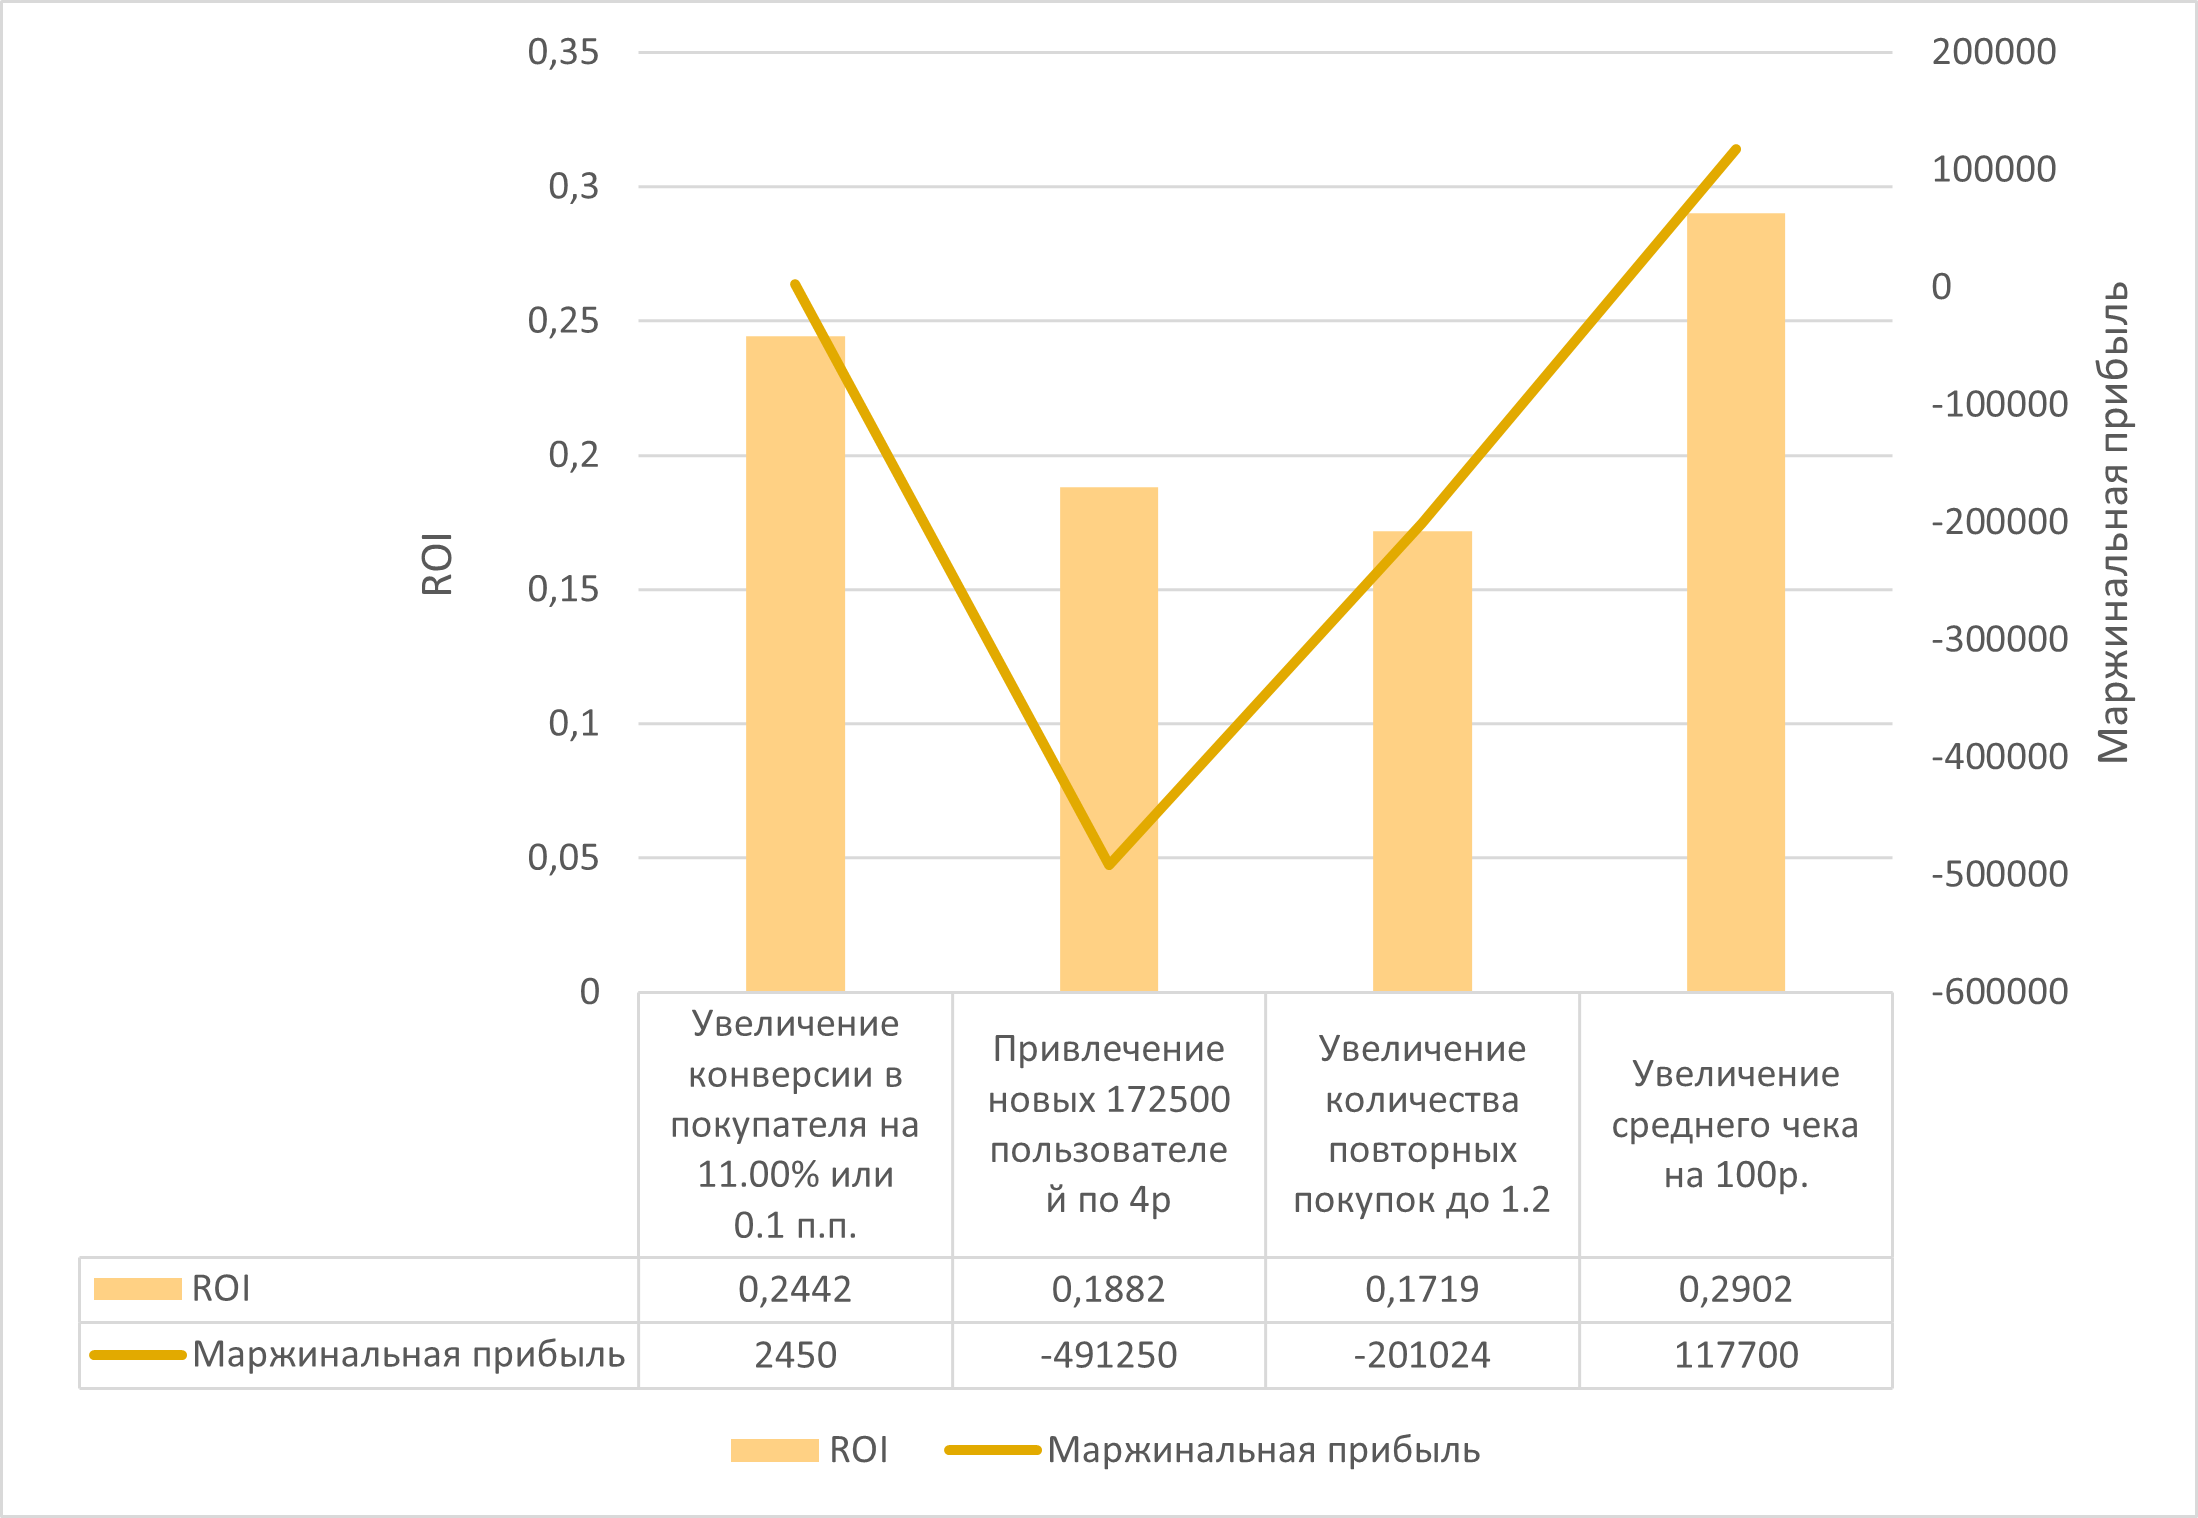 0,35
0,3
0,25
0,2
0,15
0,1
0,05
0
ROI
200000
100000
0
-100000
-200000
-300000
-400000
-500000
-600000
Маржинальная прибыль
Увеличение
конверсии в
покупателя на
11.00% или
0.1 п.п.
Привлечение
новых 172500
пользователе
й по 4р
Увеличение
количества
повторных
покупок до 1.2
Увеличение
среднего чека
на 100р.
ROI 0,2442 0,1882 0,1719 0,2902
Маржинальная прибыль 2450 -491250 -201024 117700
ROI Маржинальная прибыль